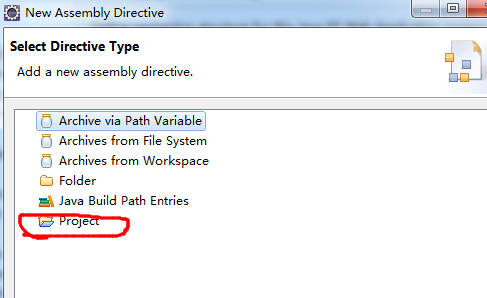 New Assembly Directive
Select Directive Type
Add a new assembly directive.
Archive via Path Variable
Archives from File System
Archives from Workspace
Folder
Java Build Path Entries
Project